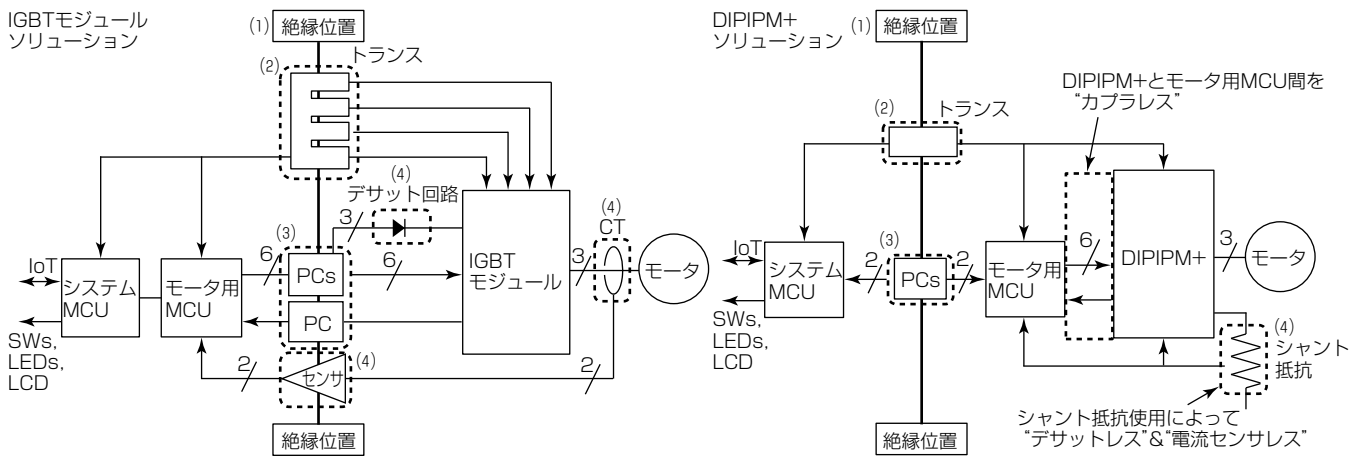 IGBTモジュール
ソリューション
(1)
絶縁位置
トランス
(2)
(4)
デサット回路
3
(4)
CT
(3)
6
PCs
6
IGBT
モジュール
3
モータ
IoT
システム
MCU
モータ用
MCU
PC
SWs,
LEDs,
LCD
2
センサ
(4)
2
絶縁位置
DIPIPM+
ソリューション
(1)
絶縁位置
DIPIPM+とモータ用MCU間を
“カプラレス”
(2)
トランス
(3)
IoT
システム
MCU
2
PCs
2
モータ用
MCU
6
DIPIPM+
3
モータ
SWs,
LEDs,
LCD
(4)
シャント
抵抗
シャント抵抗使用によって
“デサットレス”&“電流センサレス”
絶縁位置